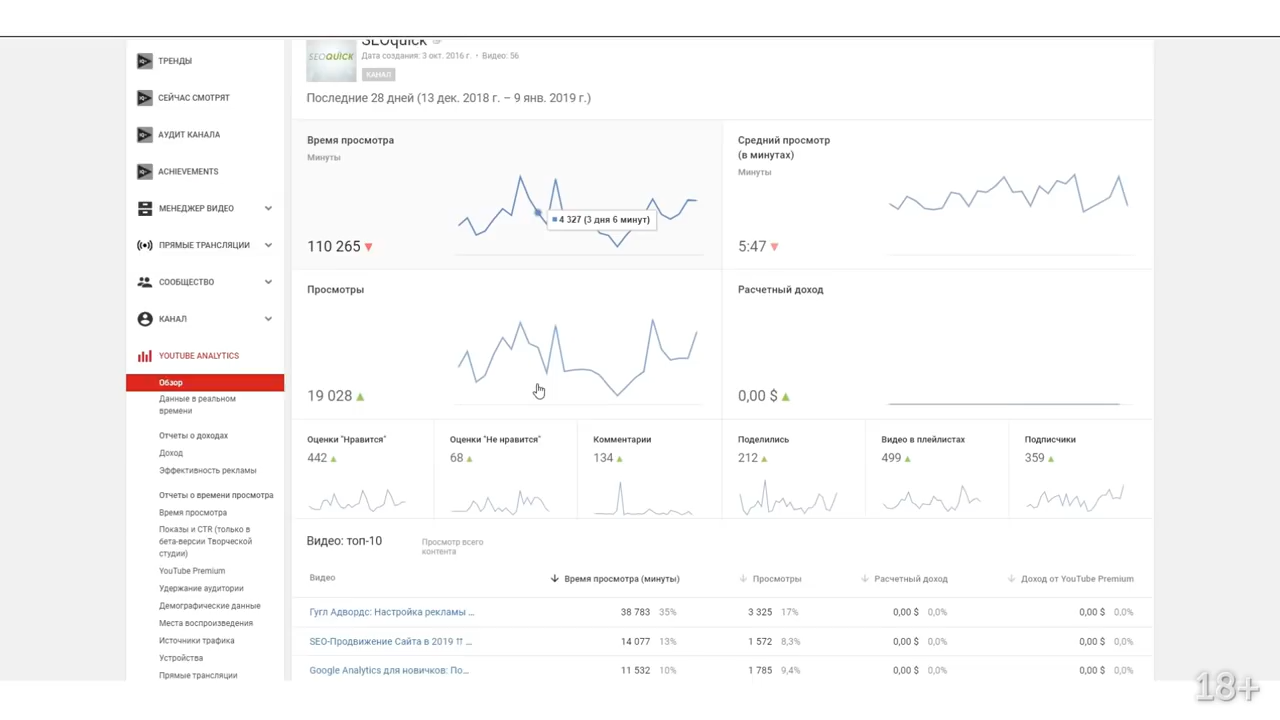 SEOquick
SEOQUICK
Дата создания: 3 окт. 2016 г. • Видео: 56
КАНАЛ
Последние 28 дней (13 дек. 2018 г. – 9 янв. 2019 г.)
ТРЕНДЫ
СЕЙЧАС СМОТРЯТ
АУДИТ КАНАЛА
ACHIEVEMENTS
МЕНЕДЖЕР ВИДЕО
ПРЯМЫЕ ТРАНСЛЯЦИИ
СООБЩЕСТВО
КАНАЛ
YOUTUBE ANALYTICS
Обзор
Данные в реальном
времени
Отчеты о доходах
Доход
Эффективность рекламы
Отчеты о времени просмотра
Время просмотра
Показы и CTR (только в
бета-версии Творческой
студии)
YouTube Premium
Удержание аудитории
Демографические данные
Места воспроизведения
Источники трафика
Устройства
Прямые трансляции
Время просмотра
Минуты
4 327 (3 дня 6 минут)
110 265
Средний просмотр
(в минутах)
Минуты
5:47
Просмотры
19 028
Расчетный доход
0,00 $
Оценки "Нравится"
442
Оценки "Не нравится"
68
Комментарии
134
Поделились
212
Видео в плейлистах
499
Подписчики
359
Видео: топ-10
Просмотр всего
контента
Видео Время просмотра (минуты) Просмотры Расчетный доход Доход от YouTube Premium
Гугл Адвордс: Настройка рекламы ... 38 783 35% 3 325 17% 0,00 $ 0,0% 0,00 $ 0,0%
SEO-Продвижение Сайта в 2019 ... 14 077 13% 1 572 8,3% 0,00 $ 0,0% 0,00 $ 0,0%
Google Analytics для новичков: По... 11 532 10% 1 785 9,4% 0,00 $ 0,0% 0,00 $ 0,0%
18+